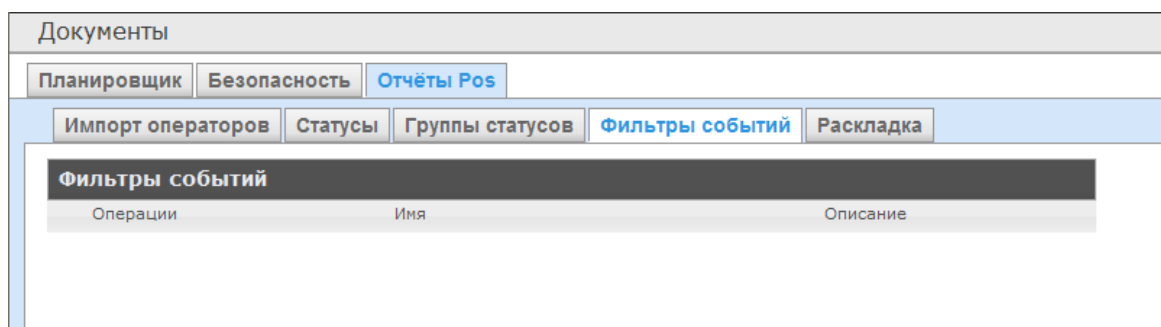 Документы
Планировщик Безопасность Отчёты Pos
Импорт операторов Статусы Группы статусов Фильтры событий Раскладка
Фильтры событий
Операции Имя Описание